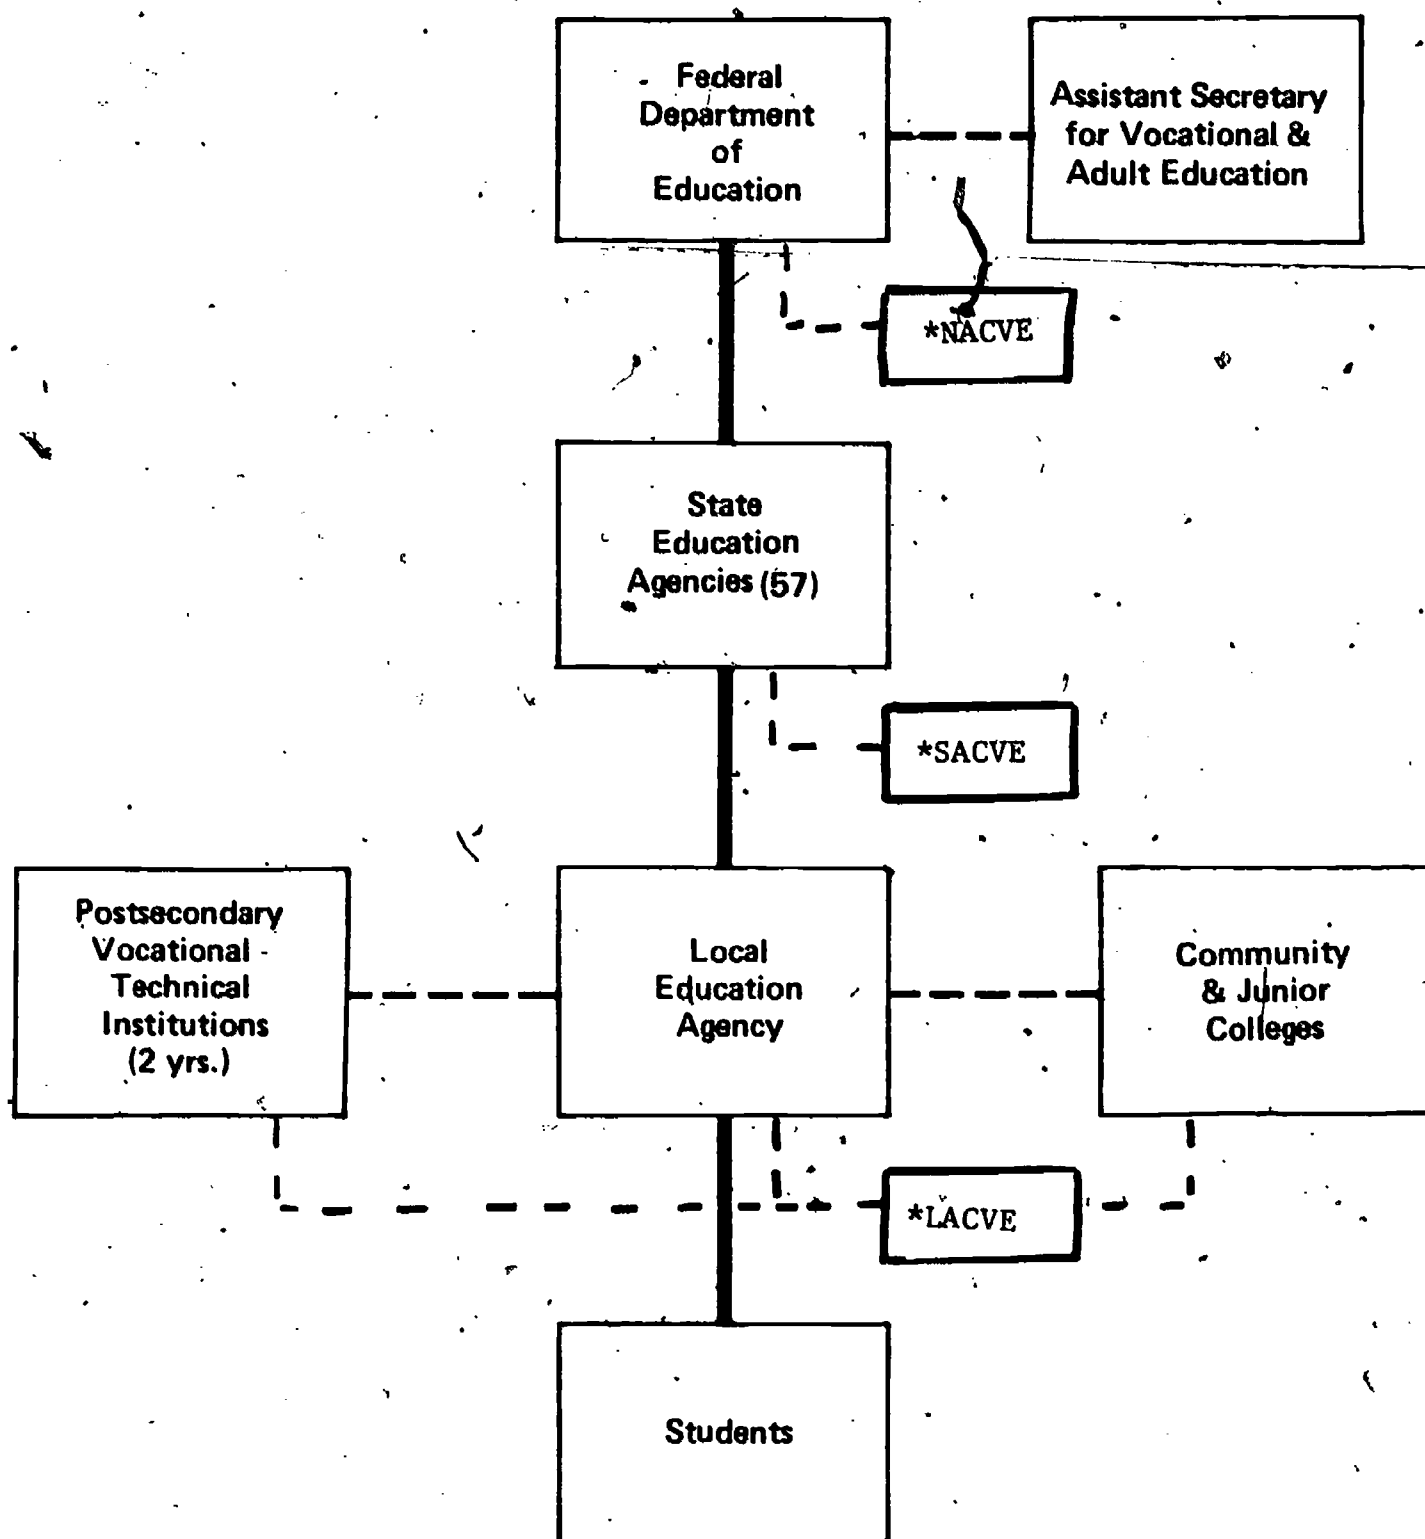 Federal
Department
of
Education
Assistant Secretary
for Vocational &
Adult Education
*NACVE
State
Education
Agencies (57)
*SACVE
Postsecondary
Vocational -
Technical
Institutions
(2 yrs.)
Local
Education
Agency
Community
& Junior
Colleges
*LACVE
Students